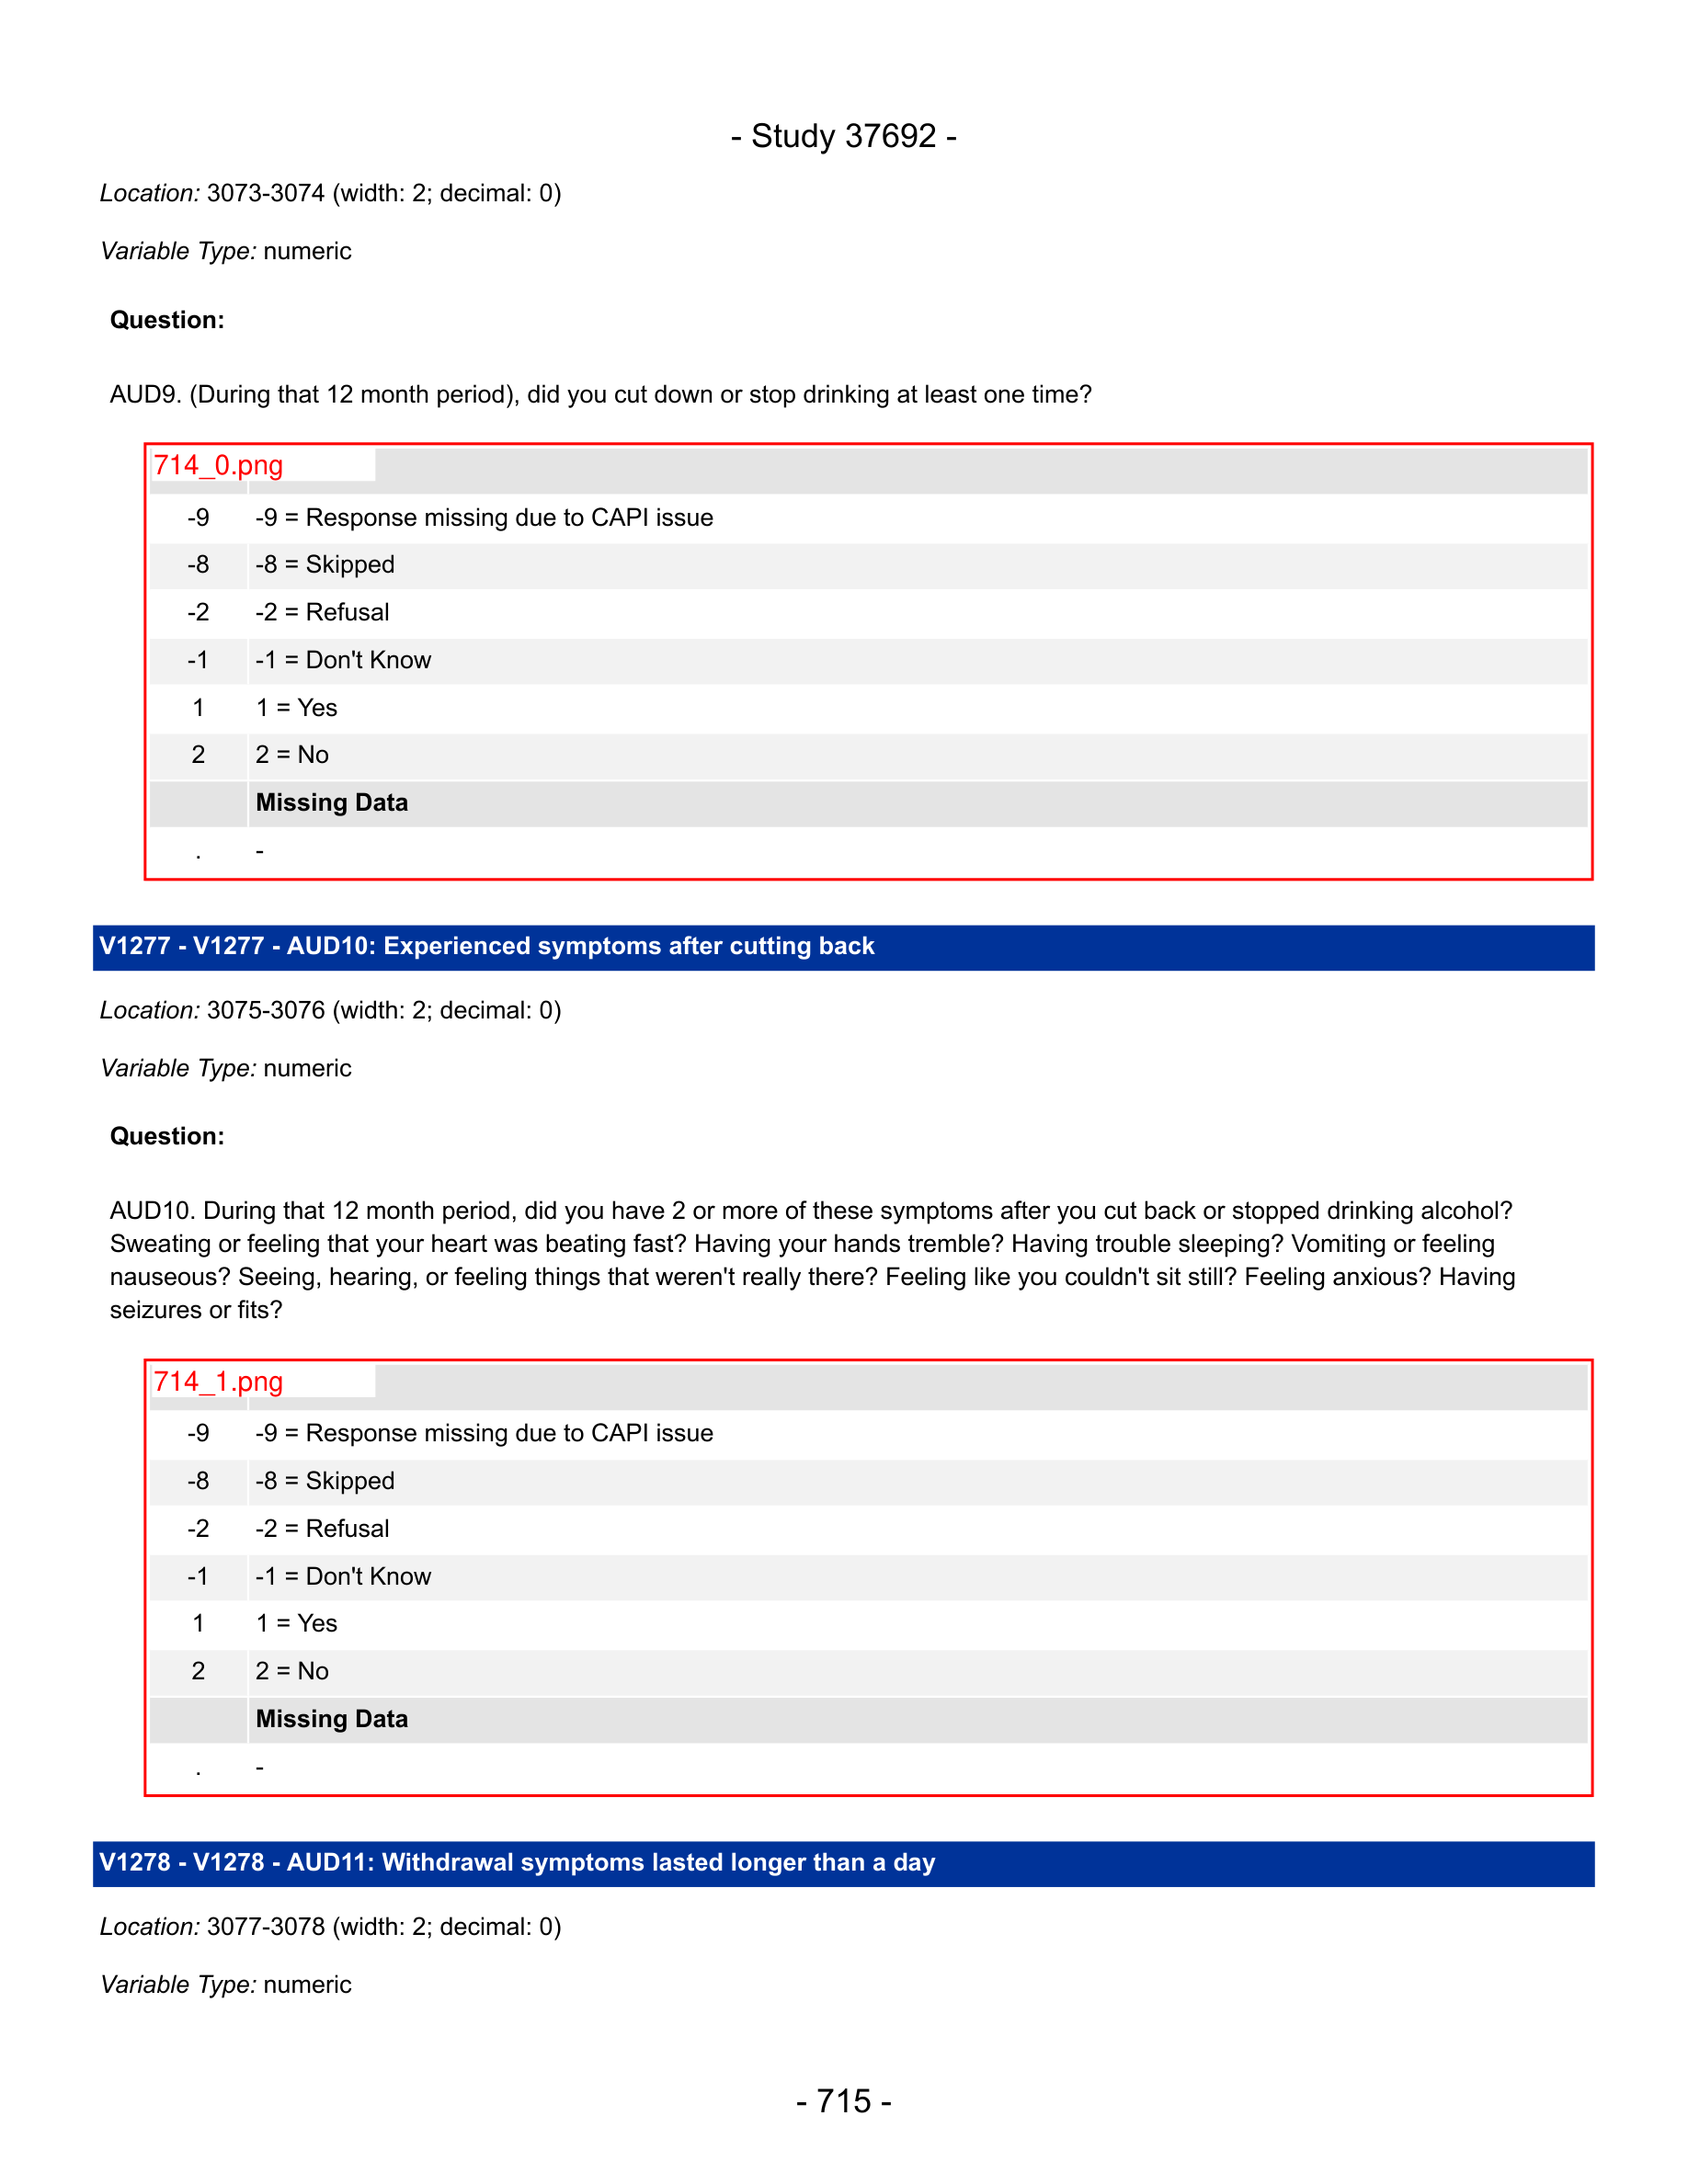 - Study 37692 -
Location: 3073-3074 (width: 2; decimal: 0)
Variable Type: numeric
Question:
AUD9. (During that 12 month period), did you cut down or stop drinking at least one time?
714_0.png
-9 -9 = Response missing due to CAPI issue
-8 -8 = Skipped
-2 -2 = Refusal
-1 -1 = Don't Know
1 1 = Yes
2 2 = No
Missing Data
. -
V1277 - V1277 - AUD10: Experienced symptoms after cutting back
Location: 3075-3076 (width: 2; decimal: 0)
Variable Type: numeric
Question:
AUD10. During that 12 month period, did you have 2 or more of these symptoms after you cut back or stopped drinking alcohol?
Sweating or feeling that your heart was beating fast? Having your hands tremble? Having trouble sleeping? Vomiting or feeling
nauseous? Seeing, hearing, or feeling things that weren't really there? Feeling like you couldn't sit still? Feeling anxious? Having
seizures or fits?
714_1.png
-9 -9 = Response missing due to CAPI issue
-8 -8 = Skipped
-2 -2 = Refusal
-1 -1 = Don't Know
1 1 = Yes
2 2 = No
Missing Data
. -
V1278 - V1278 - AUD11: Withdrawal symptoms lasted longer than a day
Location: 3077-3078 (width: 2; decimal: 0)
Variable Type: numeric
- 715 -